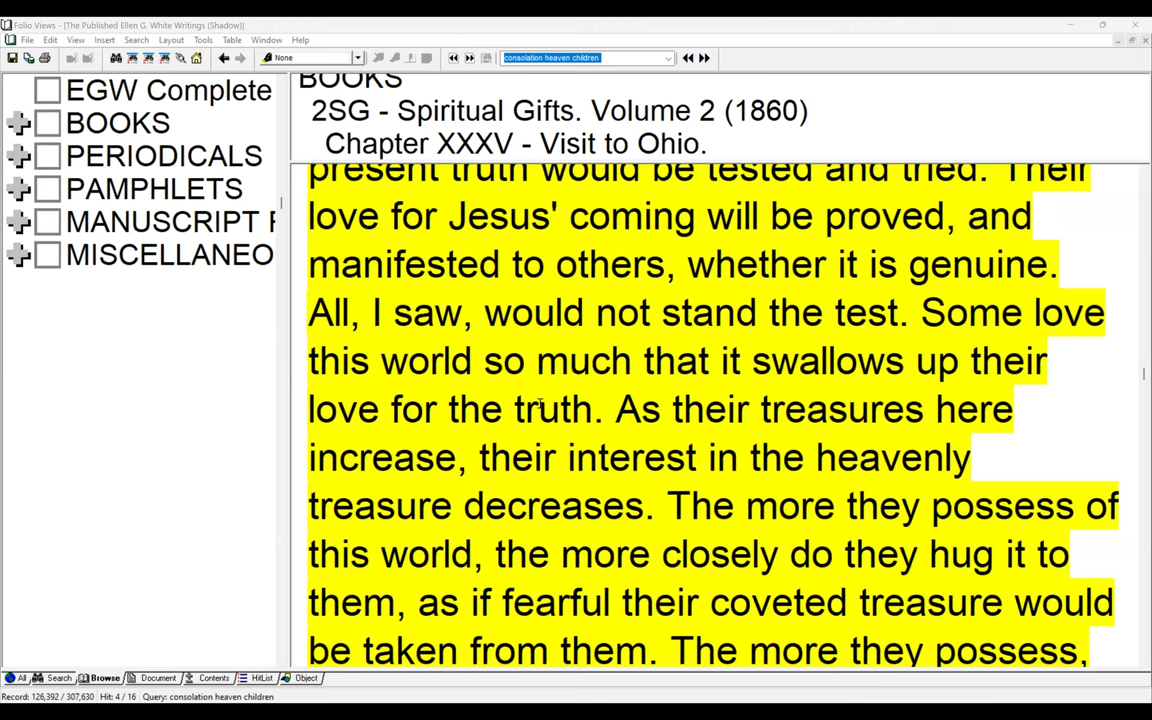 Folio Views - [The Published Ellen G. White Writings (Shadow)]
File Edit View Insert Search Layout Tools Table Window Help
None
consolation heaven children
EGW Complete
BOOKS
PERIODICALS
PAMPHLETS
MANUSCRIPT
MISCELLANEO
BOOKS
2SG - Spiritual Gifts. Volume 2 (1860)
Chapter XXXV - Visit to Ohio.
present truth would be tested and tried. Their
love for Jesus' coming will be proved, and
manifested to others, whether it is genuine.
All, I saw, would not stand the test. Some love
this world so much that it swallows up their
love for the truth. As their treasures here
increase, their interest in the heavenly
treasure decreases. The more they possess of
this world, the more closely do they hug it to
them, as if fearful their coveted treasure would
be taken from them. The more they possess,
All Search Browse Document Contents HitList Object
Record: 126,392 / 307,630 Hit: 4 / 16 Query: consolation heaven children